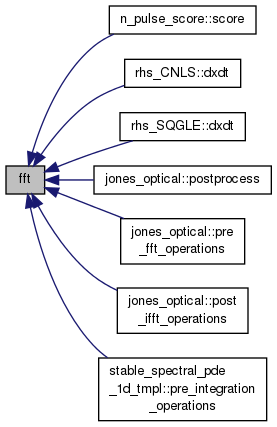 n_pulse_score::score
rhs_CNLS::dxdt
rhs_SQGLE::dxdt
fft
jones_optical::postprocess
jones_optical::pre
_fft_operations
jones_optical::post
_ifft_operations
stable_spectral_pde
_1d_tmpl::pre_integration
_operations